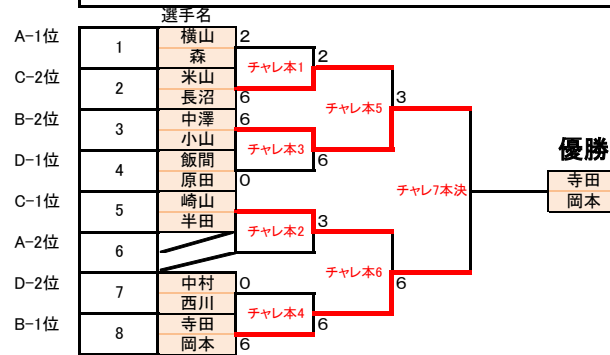 選手名
A-1位 1 横山 2
森
チャレ本1 2
C-2位 2 米山
長沼 6
チャレ本5 3
B-2位 3 中澤 6
小山
チャレ本3 6
D-1位 4 飯間
原田 0
チャレ7本決
優勝
寺田
岡本
C-1位 5 崎山
半田
チャレ本2 3
A-2位 6
チャレ本6 6
D-2位 7 中村 0
西川
チャレ本4 6
B-1位 8 寺田
岡本 6